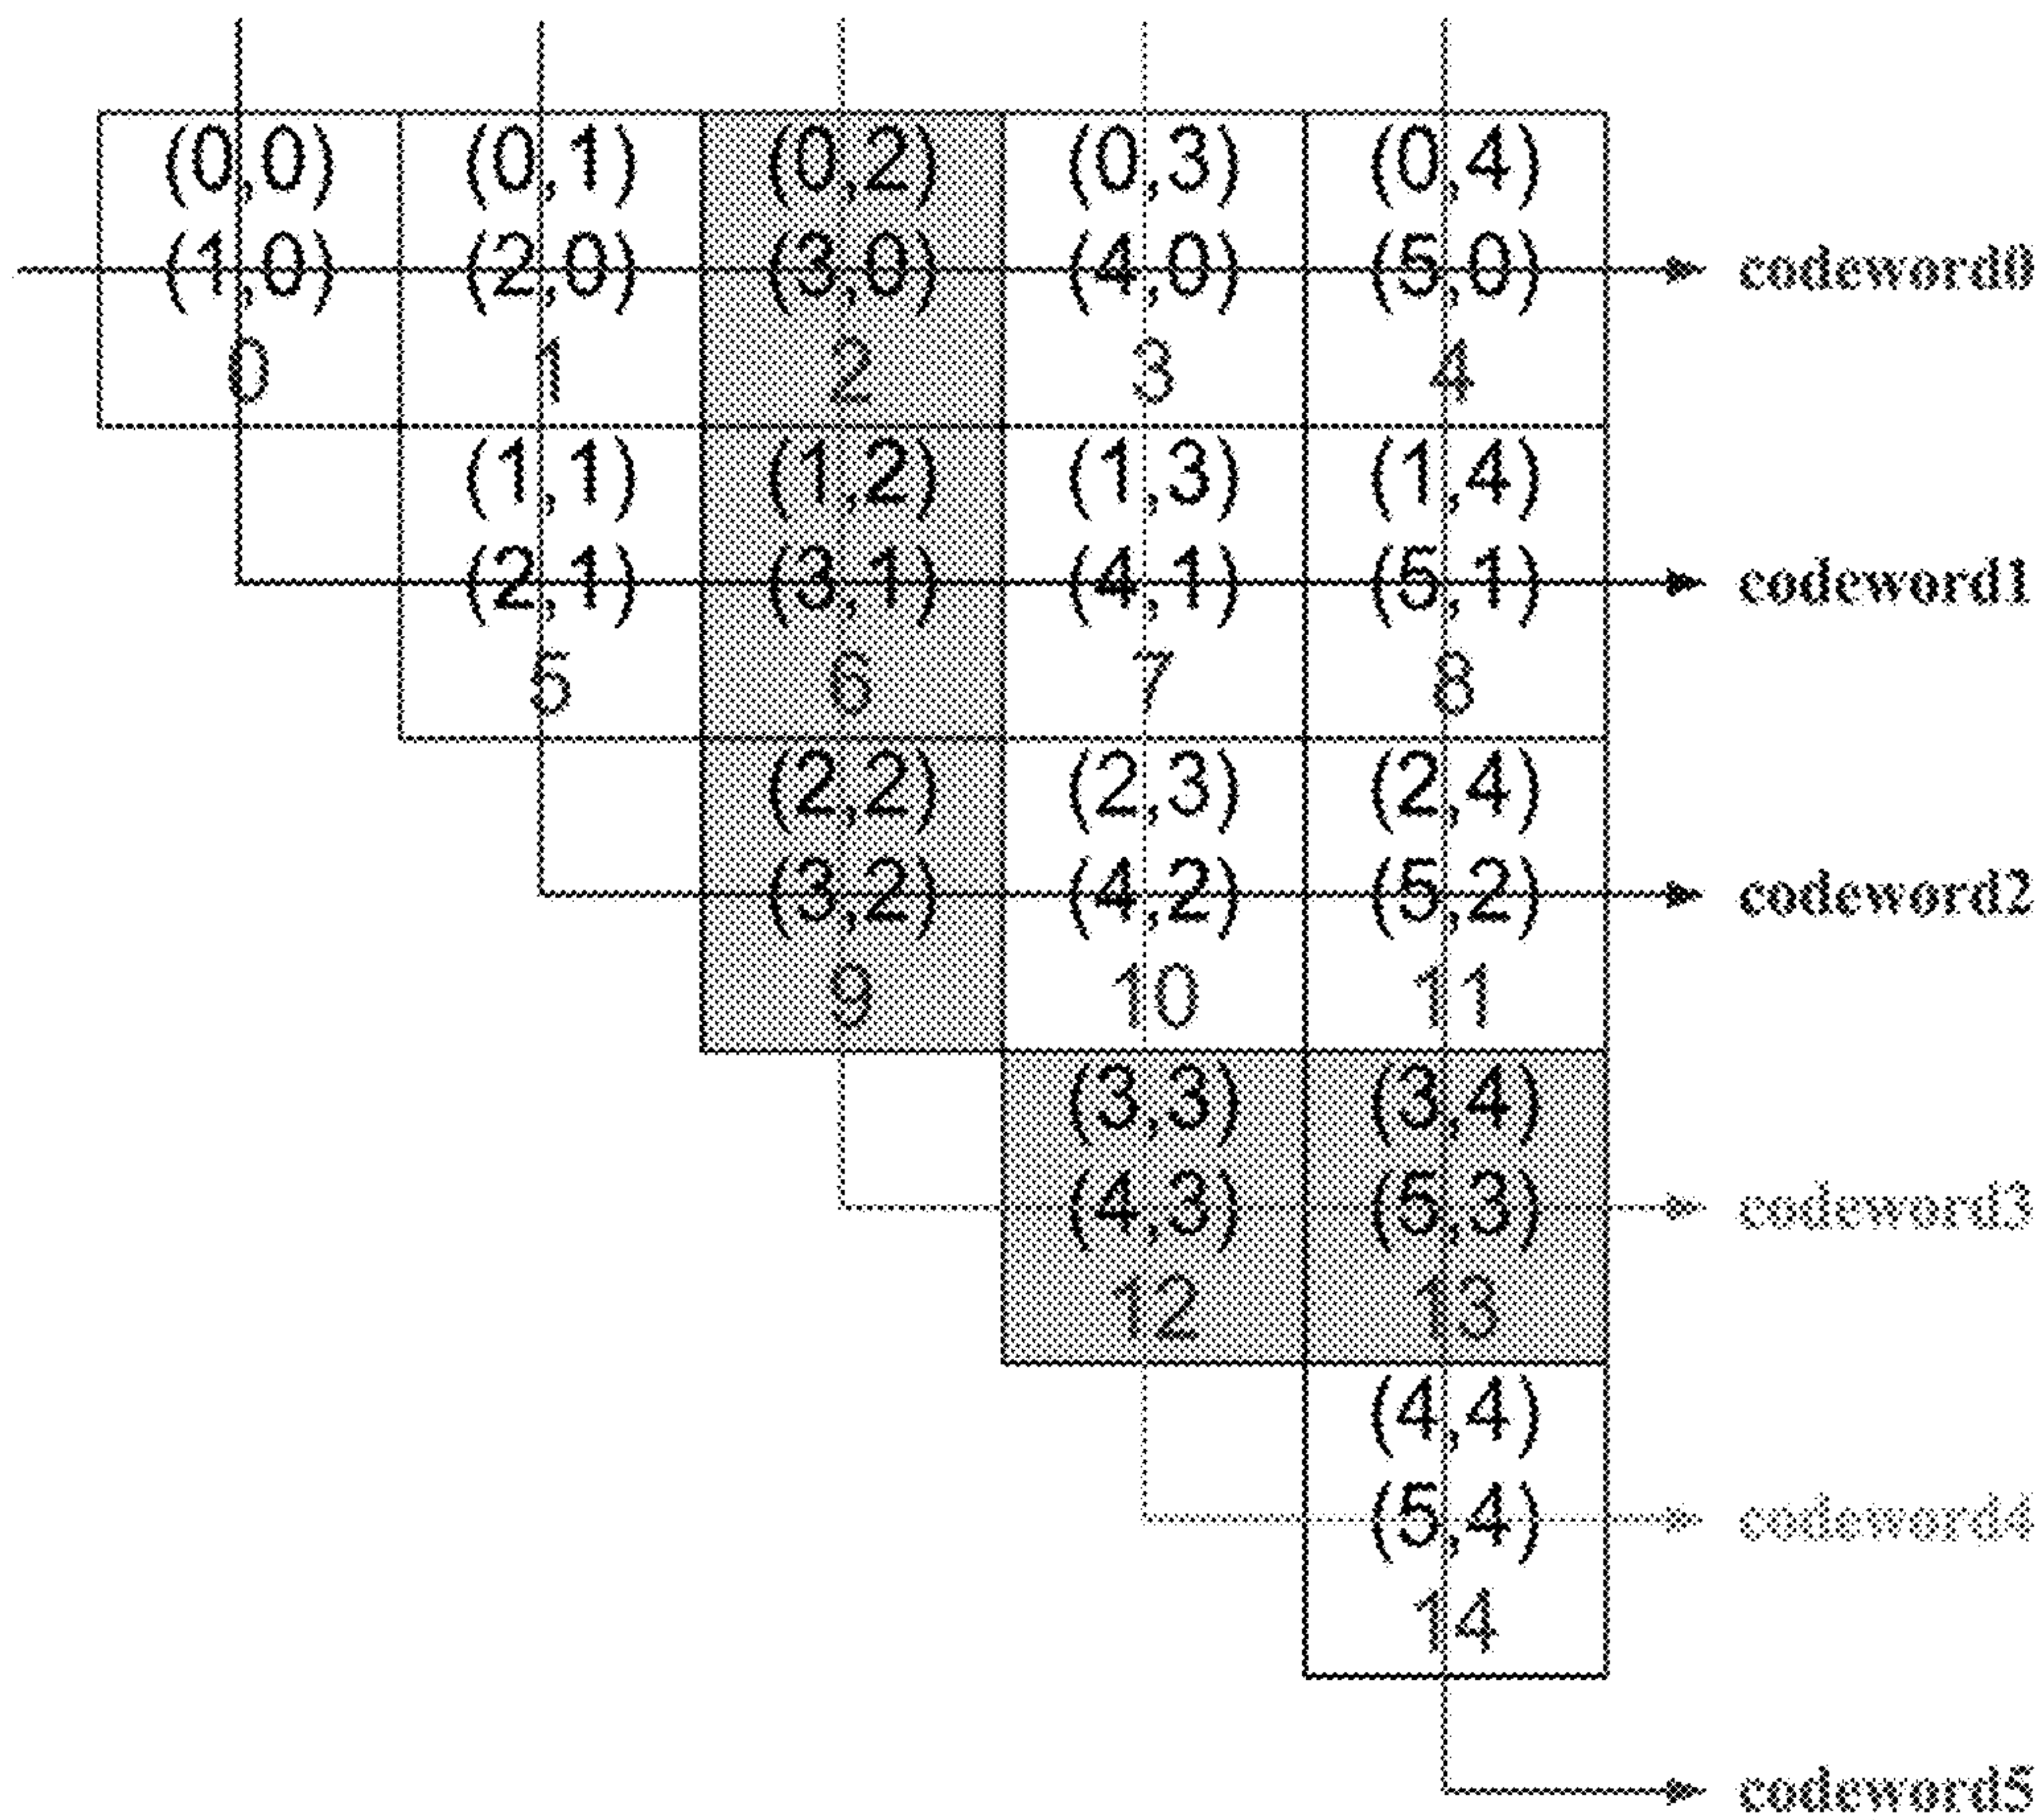 (0,0) (0,1) (0,2) (0,3) (0,4)
(1,0) (2,0) (3,0) (4,0) (5,0) codeword0
0 1 2 3 4
(1,1) (1,2) (1,3) (1,4)
(2,1) (3,1) (4,1) (5,1) codeword1
5 6 7 8
(2,2) (2,3) (2,4)
(3,2) (4,2) (5,2) codeword2
9 10 11
(3,3) (3,4)
(4,3) (5,3) codeword3
12 13
(4,4)
(5,4) codeword4
14
codeword5